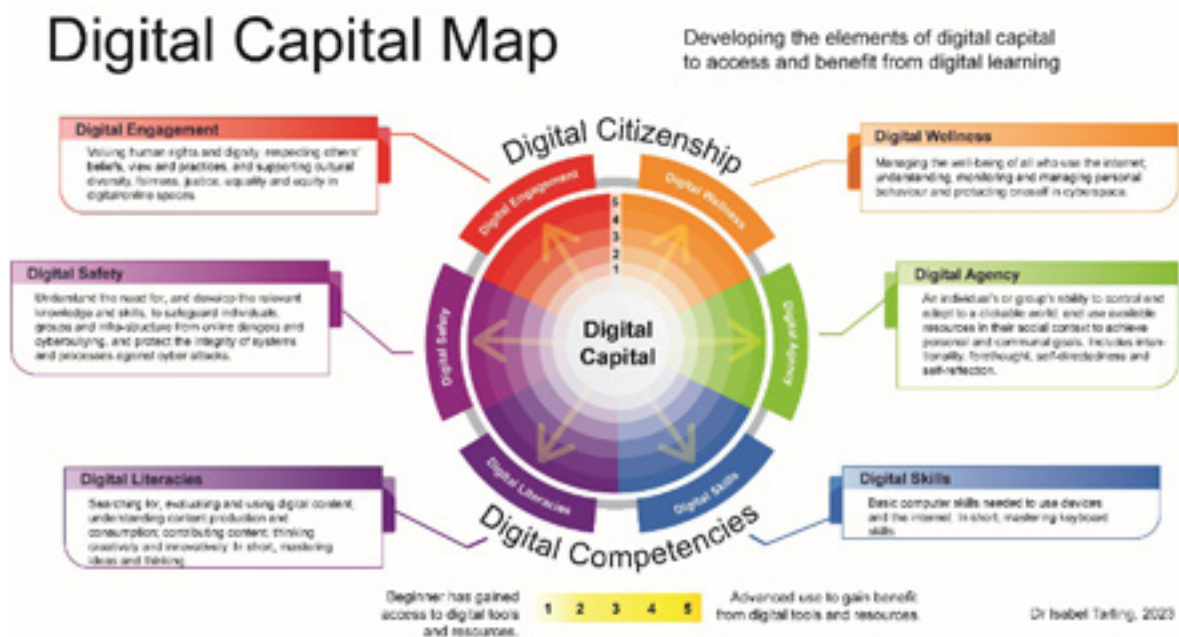 Digital Capital Map
Developing the elements of digital capital
to access and benefit from digital learning
Digital Engagement
Valuing human rights and dignity, respecting others'
beliefs, view and practices, and supporting cultural
diversity, fairness, justice, equality and equity in
digital/online spaces.
Digital Safety
Understand the need for, and develop the relevant
knowledge and skills, to safeguard individuals,
groups and infra-structure from online dangers and
cyberbullying, and protect the integrity of systems
and processes against cyber attacks.
Digital Literacies
Searching for, evaluating and using digital content;
understanding content production and
consumption; contributing content; thinking
creatively and innovatively. In short, mastering
ideas and thinking.
Digital Citizenship
Digital Engagement
Digital Wellness
Digital Safety
Digital Agency
Digital Literacies
Digital Skills
5
4
3
2
1
Digital
Capital
Digital Competencies
Digital Wellness
Managing the well-being of all who use the internet,
understanding, monitoring and managing personal
behaviour and protecting oneself in cyberspace.
Digital Agency
An individual's or group's ability to control and
adapt to a clickable world, and use available
resources in their social context to achieve
personal and communal goals. Includes inten-
tionality, forethought, self-directedness and
self-reflection.
Digital Skills
Basic computer skills needed to use devices
and the internet. In short, mastering keyboard
skills.
Beginner has gained
access to digital tools
and resources.
1 2 3 4 5
Advanced use to gain benefit
from digital tools and resources.
Dr Isabel Tarling, 2023